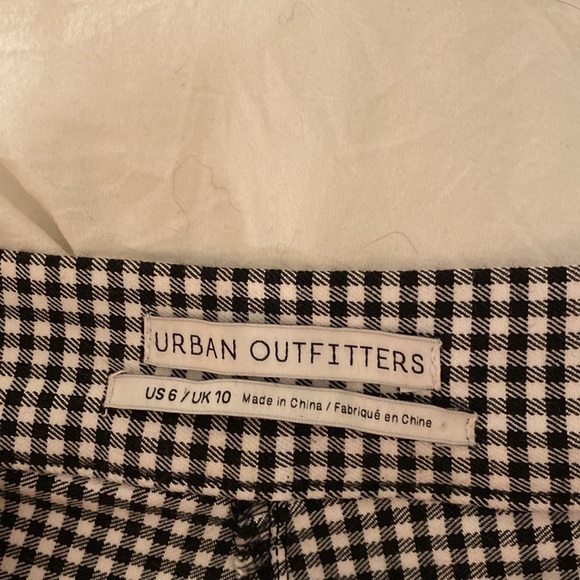 URBAN OUTFITTERS
US 6 / UK 10 Made in China / Fabriqué en Chine